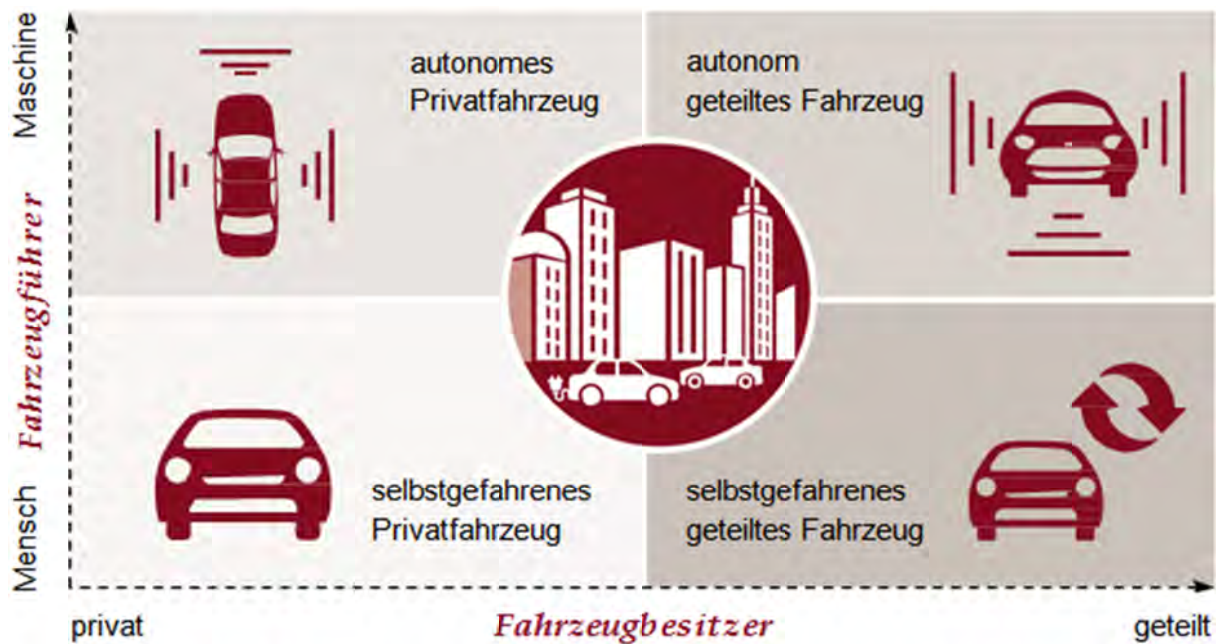 Maschine
Fahrzeugführer
Mensch
autonomes
Privatfahrzeug
autonom
geteiltes Fahrzeug
selbstgefahrenes
Privatfahrzeug
selbstgefahrenes
geteiltes Fahrzeug
privat
Fahrzeugbesitzer
geteilt